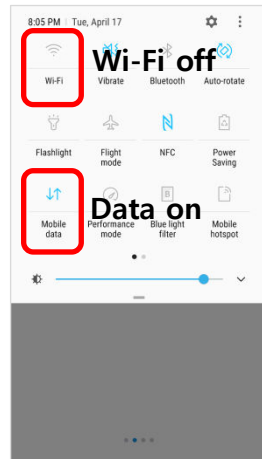 8:05 PM | Tue, April 17
Wi-Fi off
Wi-Fi Vibrate Bluetooth Auto-rotate
Flashlight Flight mode NFC Power Saving
Data on
Mobile data Performance mode Blue light filter Mobile hotspot